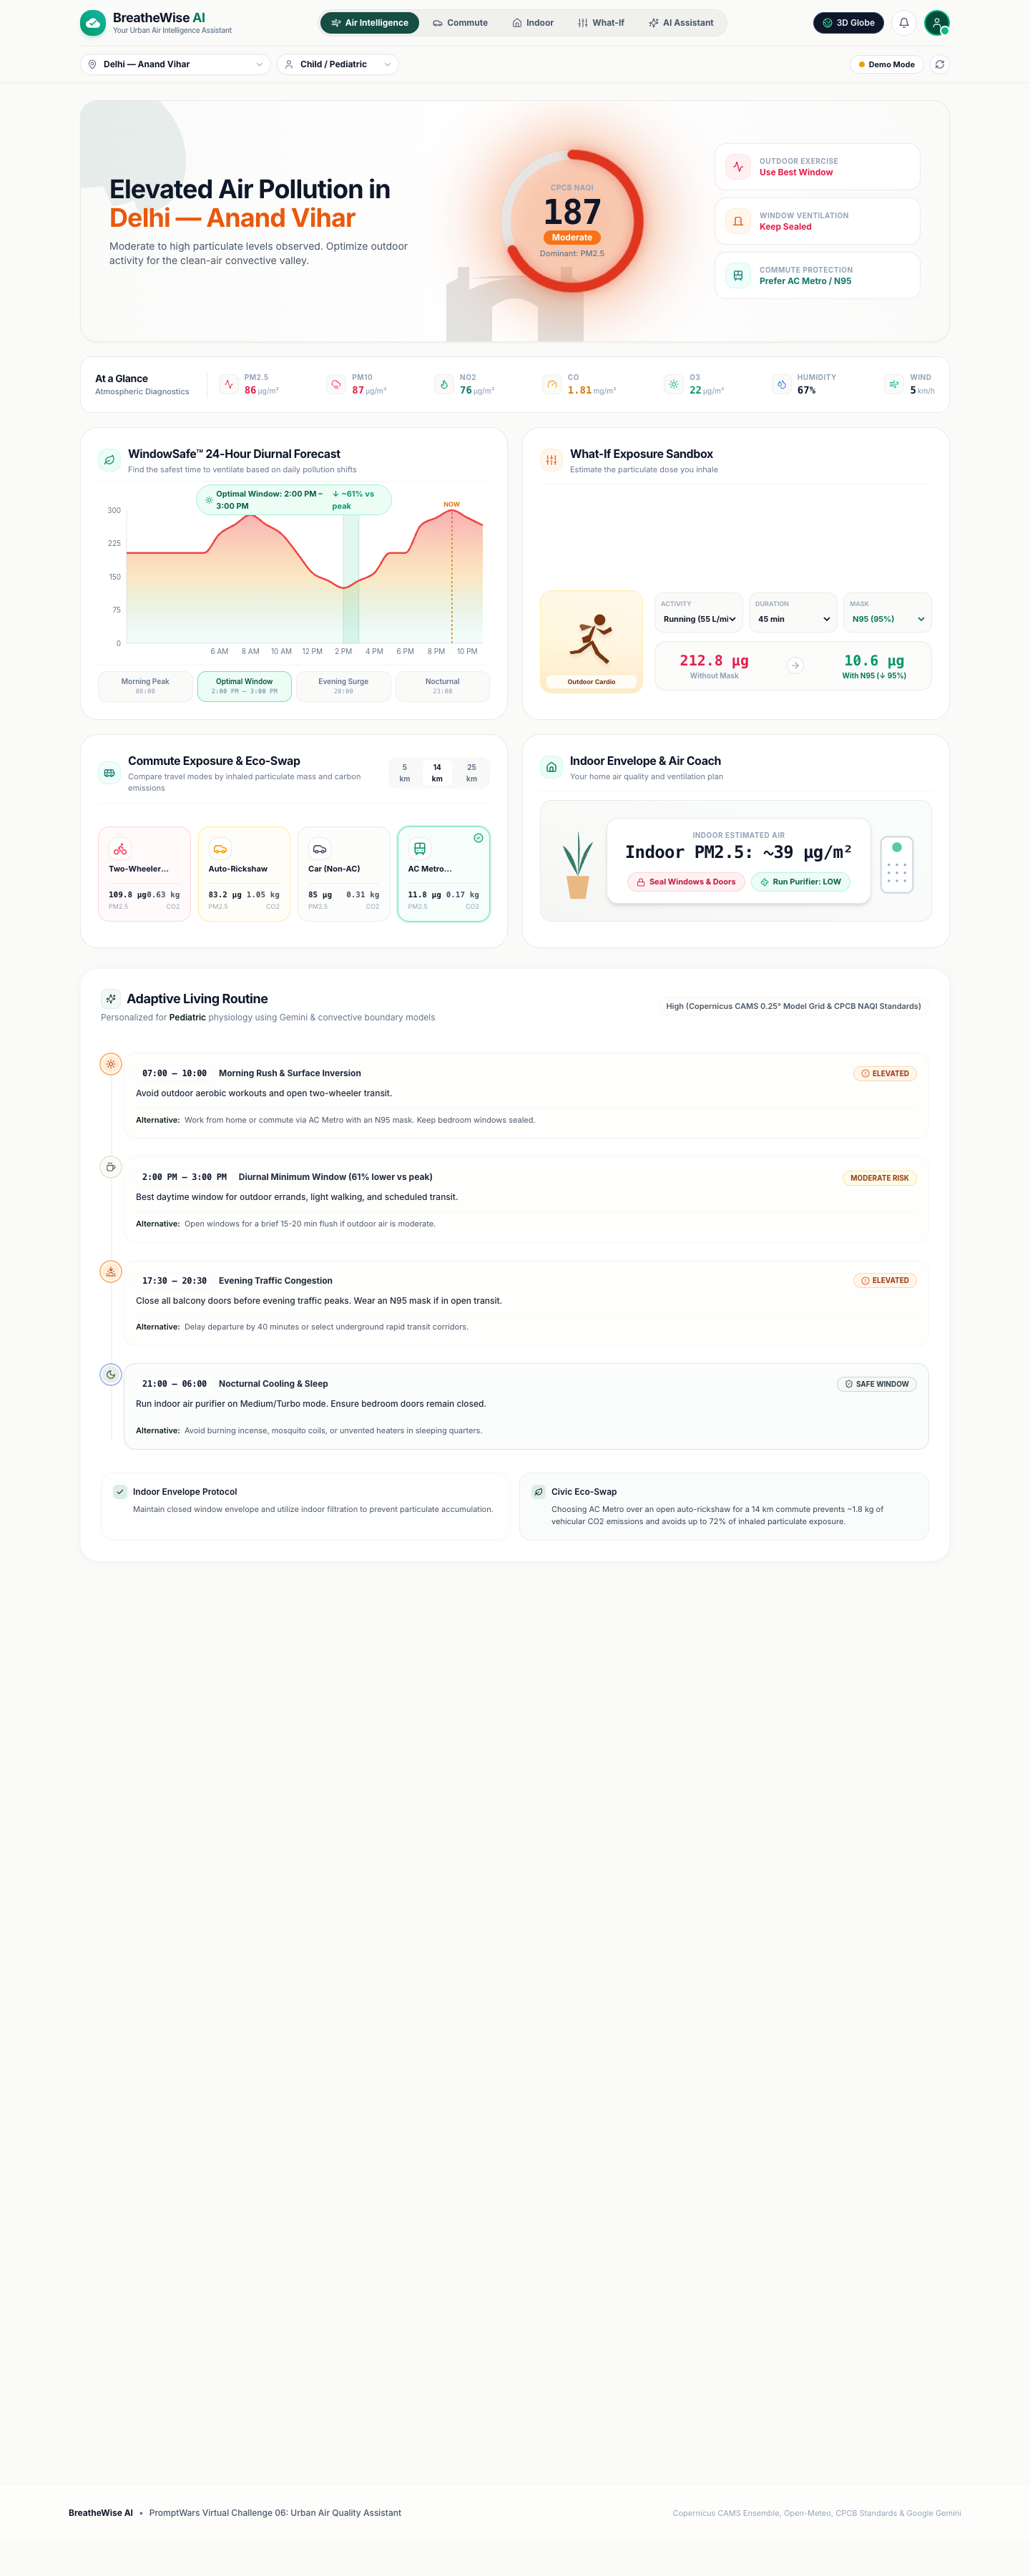 BreatheWise AI
Your Urban Air Intelligence Assistant
Air Intelligence
Commute
Indoor
What-If
AI Assistant
3D Globe
Delhi — Anand Vihar
Child / Pediatric
Demo Mode
Elevated Air Pollution in
Delhi — Anand Vihar
Moderate to high particulate levels observed. Optimize outdoor
activity for the clean-air convective valley.
CPCB NAQI
187
Moderate
Dominant: PM2.5
OUTDOOR EXERCISE
Use Best Window
WINDOW VENTILATION
Keep Sealed
COMMUTE PROTECTION
Prefer AC Metro / N95
At a Glance
Atmospheric Diagnostics
PM2.5
86 µg/m³
PM10
87 µg/m³
NO2
76 µg/m³
CO
1.81 mg/m³
O3
22 µg/m³
HUMIDITY
67%
WIND
5 km/h
WindowSafe™ 24-Hour Diurnal Forecast
Find the safest time to ventilate based on daily pollution shifts
Optimal Window: 2:00 PM –
3:00 PM
↓ ~61% vs
peak
NOW
300
225
150
75
0
6 AM 8 AM 10 AM 12 PM 2 PM 4 PM 6 PM 8 PM 10 PM
Morning Peak
08:00
Optimal Window
2:00 PM – 3:00 PM
Evening Surge
20:00
Nocturnal
23:00
What-If Exposure Sandbox
Estimate the particulate dose you inhale
Outdoor Cardio
ACTIVITY
Running (55 L/mi
DURATION
45 min
MASK
N95 (95%)
212.8 µg
Without Mask
10.6 µg
With N95 (↓ 95%)
Commute Exposure & Eco-Swap
Compare travel modes by inhaled particulate mass and carbon
emissions
5
km
14
km
25
km
Two-Wheeler...
109.8 µg 0.63 kg
PM2.5 CO2
Auto-Rickshaw
83.2 µg 1.05 kg
PM2.5 CO2
Car (Non-AC)
85 µg 0.31 kg
PM2.5 CO2
AC Metro...
11.8 µg 0.17 kg
PM2.5 CO2
Indoor Envelope & Air Coach
Your home air quality and ventilation plan
INDOOR ESTIMATED AIR
Indoor PM2.5: ~39 µg/m³
Seal Windows & Doors
Run Purifier: LOW
Adaptive Living Routine
Personalized for Pediatric physiology using Gemini & convective boundary models
High (Copernicus CAMS 0.25° Model Grid & CPCB NAQI Standards)
07:00 – 10:00 Morning Rush & Surface Inversion
ELEVATED
Avoid outdoor aerobic workouts and open two-wheeler transit.
Alternative: Work from home or commute via AC Metro with an N95 mask. Keep bedroom windows sealed.
2:00 PM – 3:00 PM Diurnal Minimum Window (61% lower vs peak)
MODERATE RISK
Best daytime window for outdoor errands, light walking, and scheduled transit.
Alternative: Open windows for a brief 15-20 min flush if outdoor air is moderate.
17:30 – 20:30 Evening Traffic Congestion
ELEVATED
Close all balcony doors before evening traffic peaks. Wear an N95 mask if in open transit.
Alternative: Delay departure by 40 minutes or select underground rapid transit corridors.
21:00 – 06:00 Nocturnal Cooling & Sleep
SAFE WINDOW
Run indoor air purifier on Medium/Turbo mode. Ensure bedroom doors remain closed.
Alternative: Avoid burning incense, mosquito coils, or unvented heaters in sleeping quarters.
Indoor Envelope Protocol
Maintain closed window envelope and utilize indoor filtration to prevent particulate accumulation.
Civic Eco-Swap
Choosing AC Metro over an open auto-rickshaw for a 14 km commute prevents ~1.8 kg of
vehicular CO2 emissions and avoids up to 72% of inhaled particulate exposure.
BreatheWise AI • PromptWars Virtual Challenge 06: Urban Air Quality Assistant
Copernicus CAMS Ensemble, Open-Meteo, CPCB Standards & Google Gemini